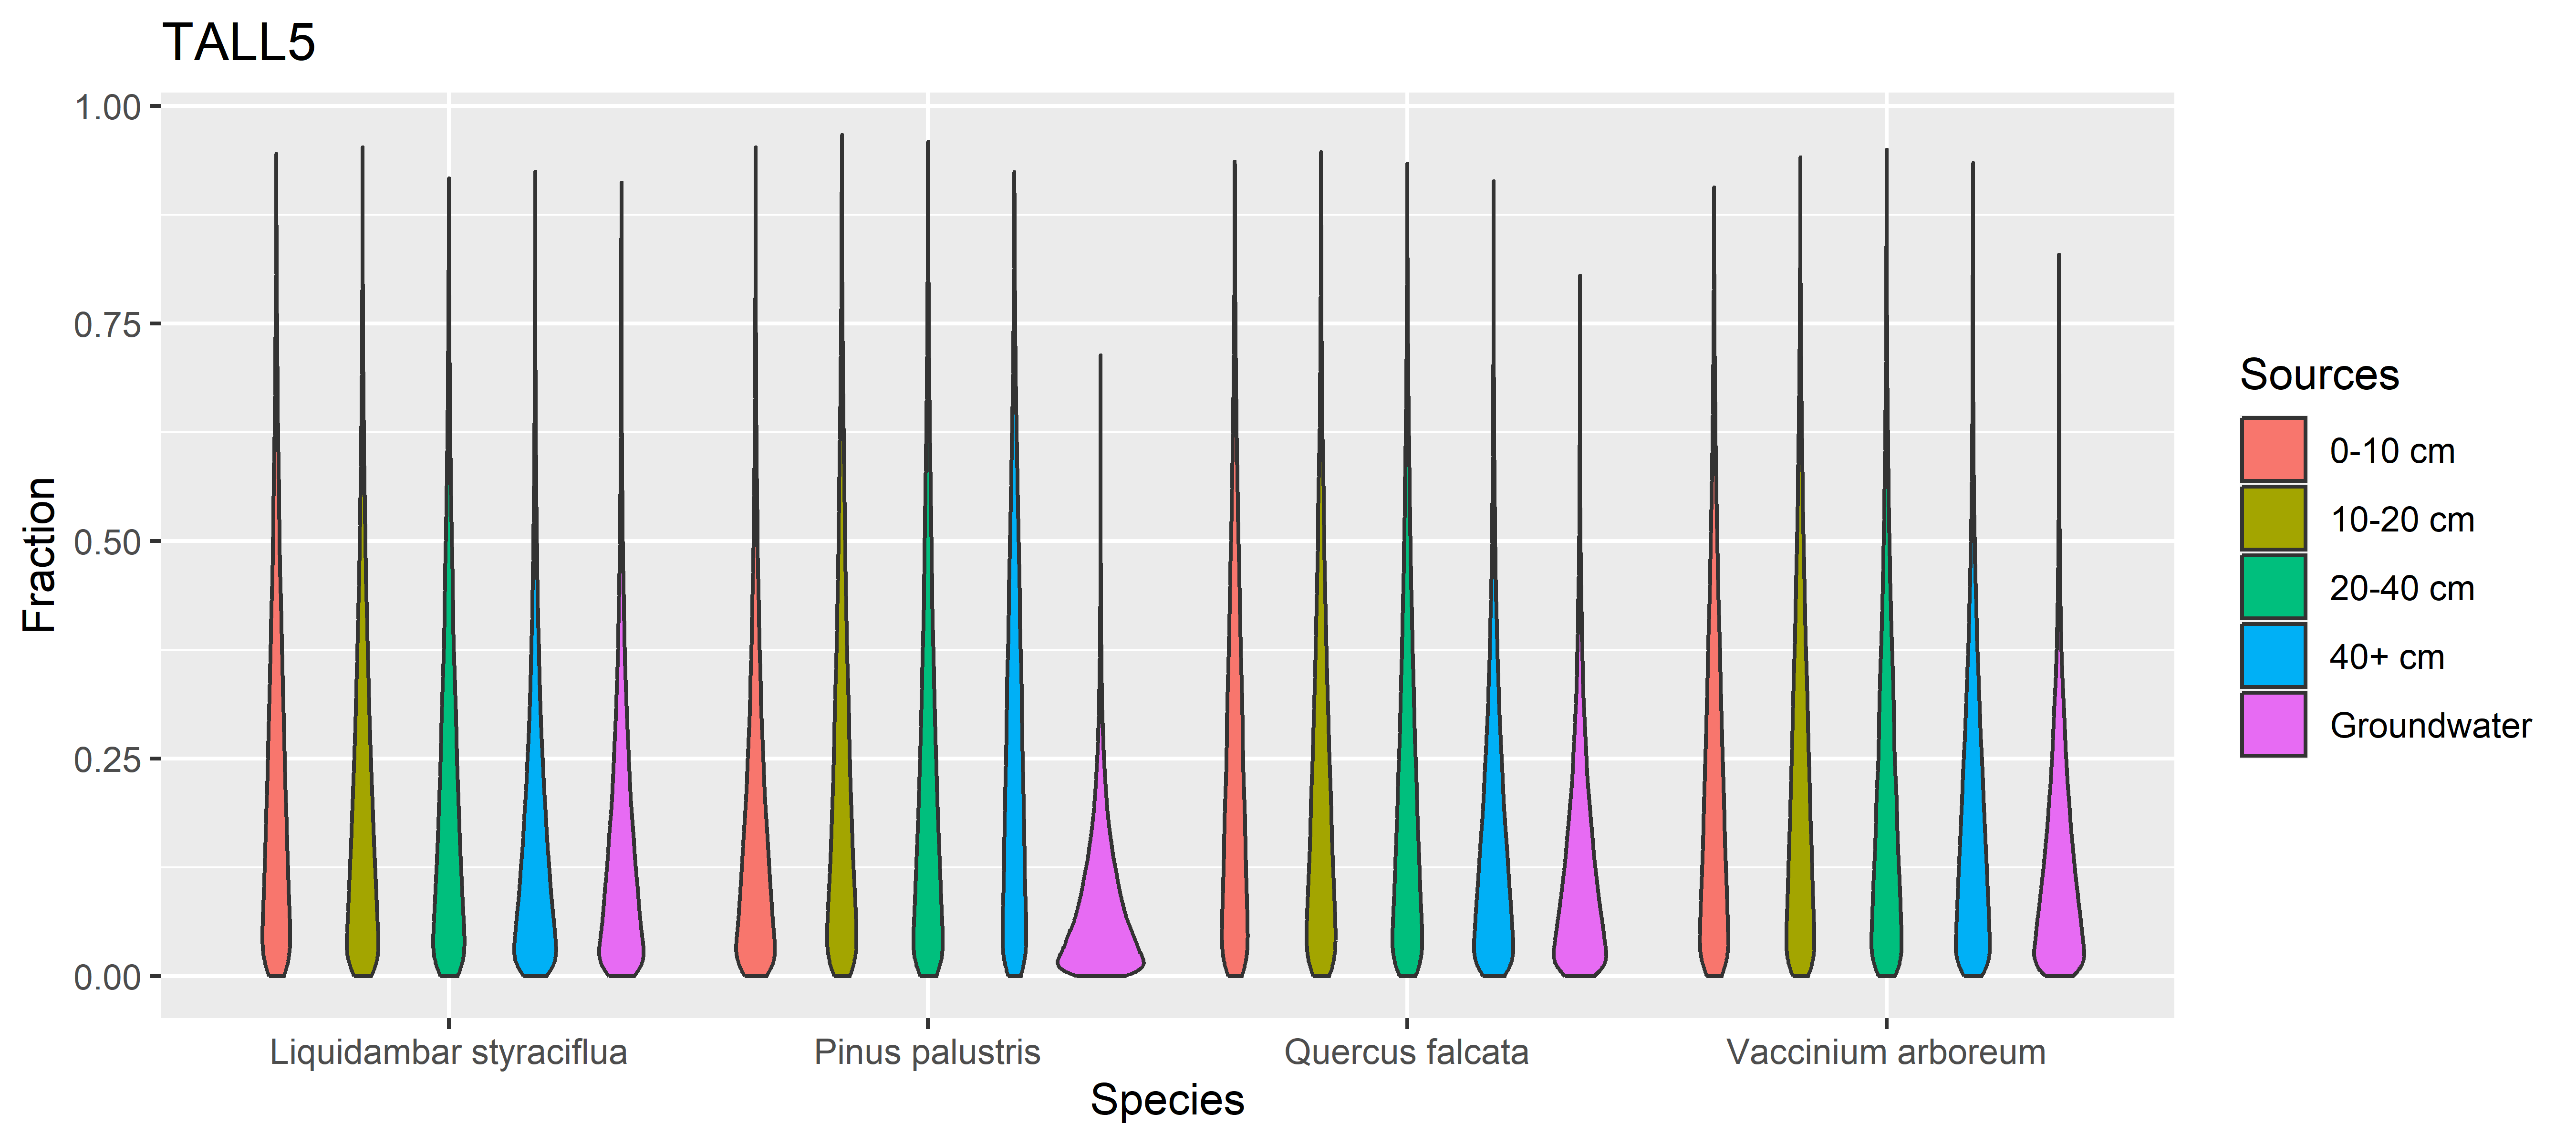 TALL5
1.00
0.75
0.50
0.25
0.00
Fraction
Liquidambar styraciflua
Pinus palustris
Quercus falcata
Vaccinium arboreum
Species
Sources
0-10 cm
10-20 cm
20-40 cm
40+ cm
Groundwater